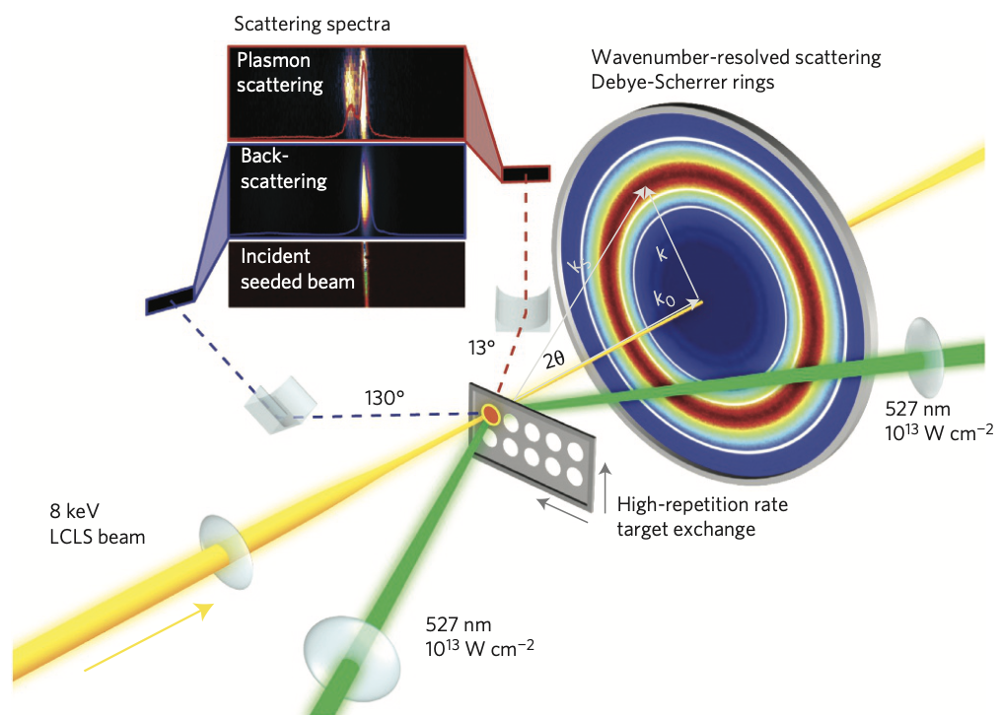 Scattering spectra
Plasmon
scattering
Back-
scattering
Incident
seeded beam
Wavenumber-resolved scattering
Debye-Scherrer rings
kₛ
k
k₀
2θ
13°
130°
527 nm
10¹³ W cm⁻²
8 keV
LCLS beam
High-repetition rate
target exchange
527 nm
10¹³ W cm⁻²